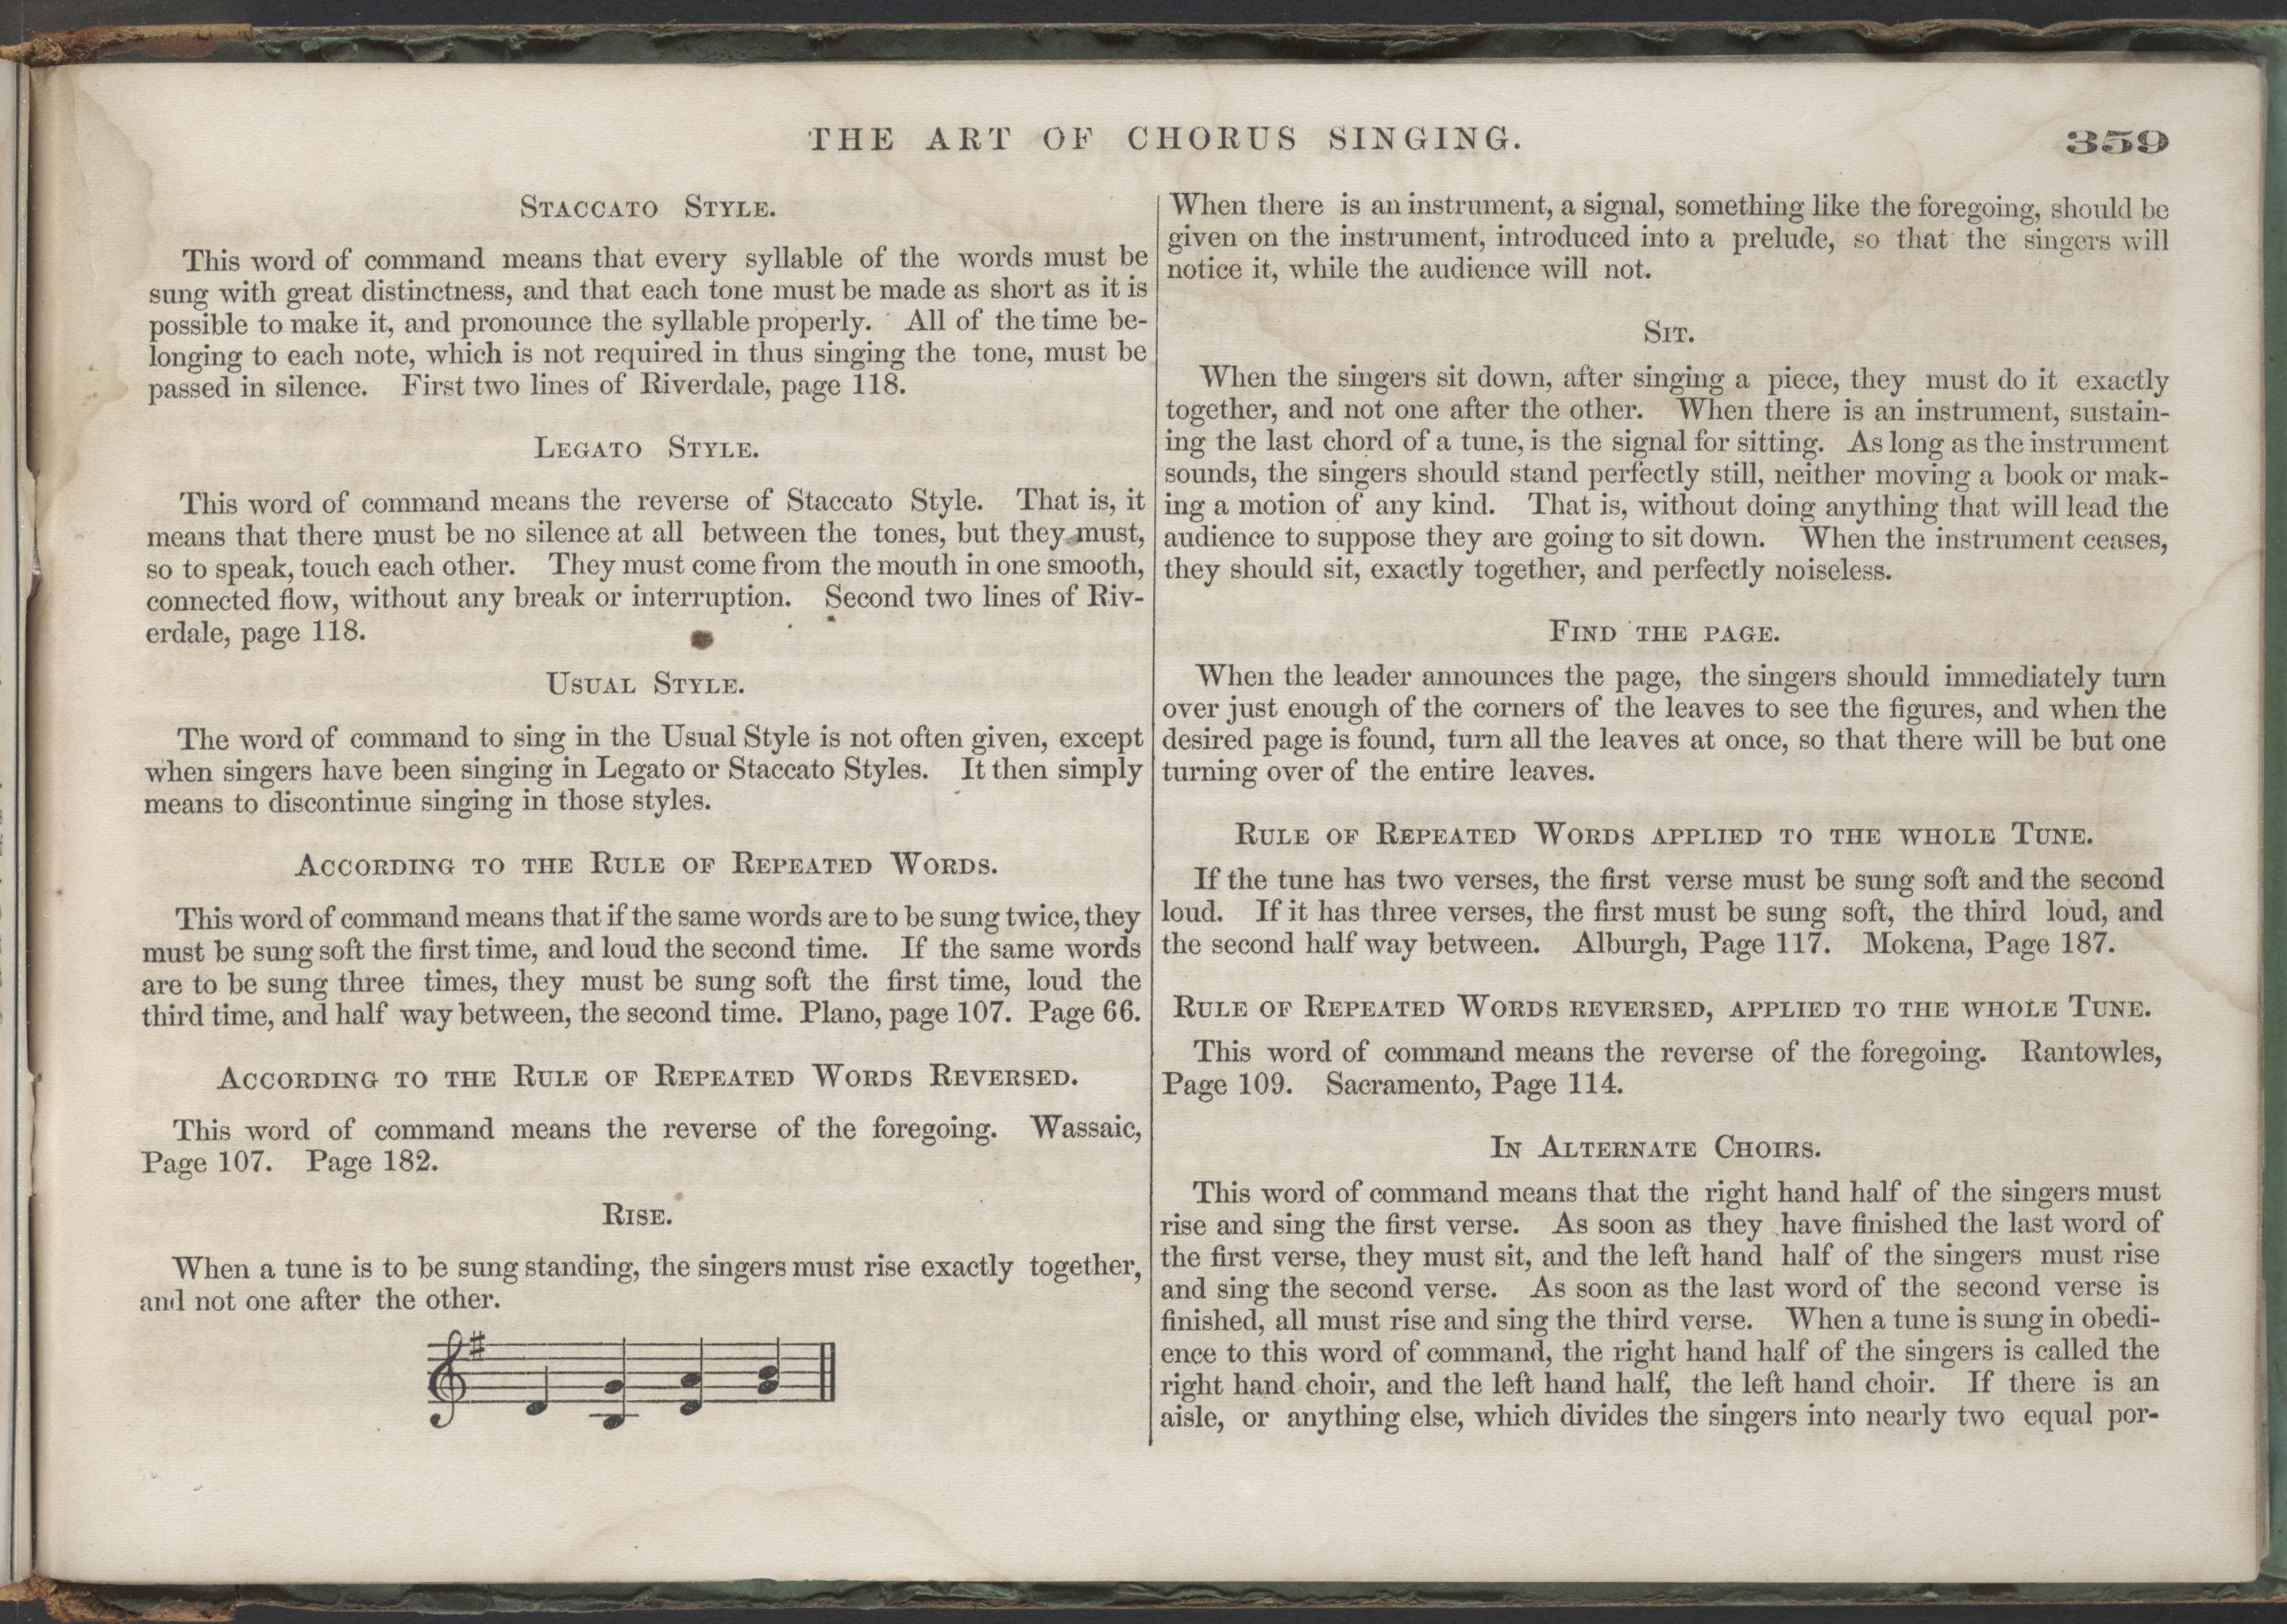 THE ART OF CHORUS SINGING.
359
STACCATO STYLE.
This word of command means that every syllable of the words must be
sung with great distinctness, and that each tone must be made as short as it is
possible to make it, and pronounce the syllable properly. All of the time be-
longing to each note, which is not required in thus singing the tone, must be
passed in silence. First two lines of Riverdale, page 118.
LEGATO STYLE.
This word of command means the reverse of Staccato Style. That is, it
means that there must be no silence at all between the tones, but they must,
so to speak, touch each other. They must come from the mouth in one smooth,
connected flow, without any break or interruption. Second two lines of Riv-
erdale, page 118.
USUAL STYLE.
The word of command to sing in the Usual Style is not often given, except
when singers have been singing in Legato or Staccato Styles. It then simply
means to discontinue singing in those styles.
ACCORDING TO THE RULE OF REPEATED WORDS.
This word of command means that if the same words are to be sung twice, they
must be sung soft the first time, and loud the second time. If the same words
are to be sung three times, they must be sung soft the first time, loud the
third time, and half way between, the second time. Plano, page 107. Page 66.
ACCORDING TO THE RULE OF REPEATED WORDS REVERSED.
This word of command means the reverse of the foregoing. Wassaic,
Page 107. Page 182.
RISE.
When a tune is to be sung standing, the singers must rise exactly together,
and not one after the other.
When there is an instrument, a signal, something like the foregoing, should be
given on the instrument, introduced into a prelude, so that the singers will
notice it, while the audience will not.
SIT.
When the singers sit down, after singing a piece, they must do it exactly
together, and not one after the other. When there is an instrument, sustain-
ing the last chord of a tune, is the signal for sitting. As long as the instrument
sounds, the singers should stand perfectly still, neither moving a book or mak-
ing a motion of any kind. That is, without doing anything that will lead the
audience to suppose they are going to sit down. When the instrument ceases,
they should sit, exactly together, and perfectly noiseless.
FIND THE PAGE.
When the leader announces the page, the singers should immediately turn
over just enough of the corners of the leaves to see the figures, and when the
desired page is found, turn all the leaves at once, so that there will be but one
turning over of the entire leaves.
RULE OF REPEATED WORDS APPLIED TO THE WHOLE TUNE.
If the tune has two verses, the first verse must be sung soft and the second
loud. If it has three verses, the first must be sung soft, the third loud, and
the second half way between. Alburgh, Page 117. Mokena, Page 187.
RULE OF REPEATED WORDS REVERSED, APPLIED TO THE WHOLE TUNE.
This word of command means the reverse of the foregoing. Rantowles,
Page 109. Sacramento, Page 114.
IN ALTERNATE CHOIRS.
This word of command means that the right hand half of the singers must
rise and sing the first verse. As soon as they have finished the last word of
the first verse, they must sit, and the left hand half of the singers must rise
and sing the second verse. As soon as the last word of the second verse is
finished, all must rise and sing the third verse. When a tune is sung in obedi-
ence to this word of command, the right hand half of the singers is called the
right hand choir, and the left hand half, the left hand choir. If there is an
aisle, or anything else, which divides the singers into nearly two equal por-